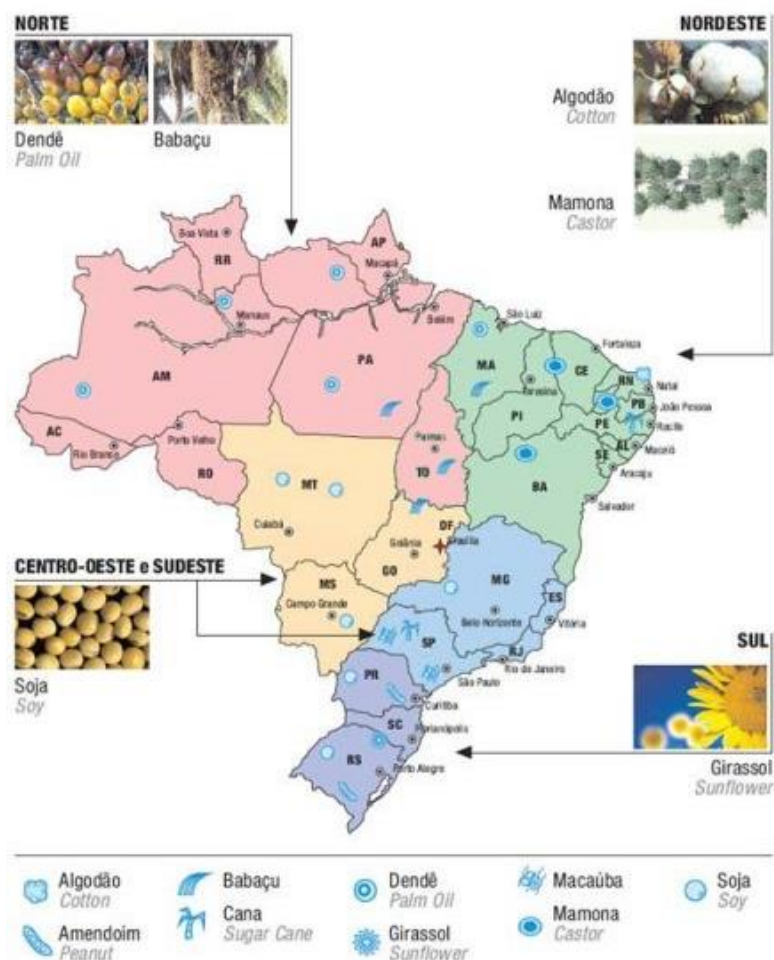 NORTE
Dendê
Palm Oil
Babaçu
NORDESTE
Algodão
Cotton
Mamona
Castor
Boa Vista
RR
AP
Macapá
Manaus
Belém
São Luiz
Fortaleza
AM
PA
MA
CE
RN
Natal
Teresina
PB
João Pessoa
PI
PE
Recife
AC
Rio Branco
Porto Velho
RO
Palmas
TO
AL
Maceió
SE
Aracaju
MT
BA
Salvador
Cuiabá
DF
Brasília
Goiânia
GO
CENTRO-OESTE e SUDESTE
MS
Campo Grande
MG
ES
Belo Horizonte
Vitória
Soja
Soy
SP
RJ
Rio de Janeiro
São Paulo
SUL
PR
Curitiba
SC
Florianópolis
RS
Porto Alegre
Girassol
Sunflower
Algodão
Cotton
Amendoim
Peanut
Babaçu
Cana
Sugar Cane
Dendê
Palm Oil
Girassol
Sunflower
Macaúba
Mamona
Castor
Soja
Soy